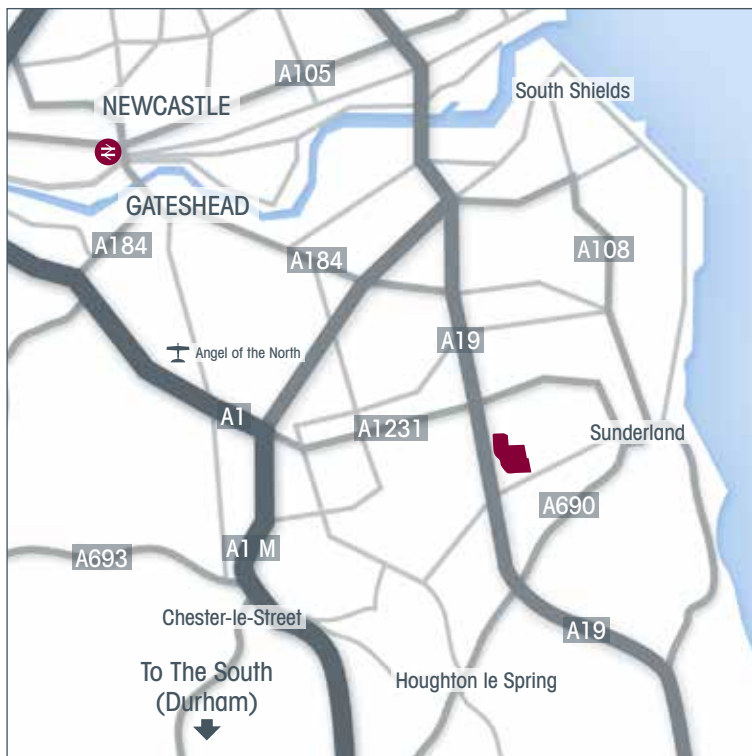 A105
South Shields
NEWCASTLE
GATESHEAD
A184
A184
A108
A19
Angel of the North
A1
A1231
Sunderland
A690
A1 M
A693
Chester-le-Street
A19
To The South
(Durham)
Houghton le Spring